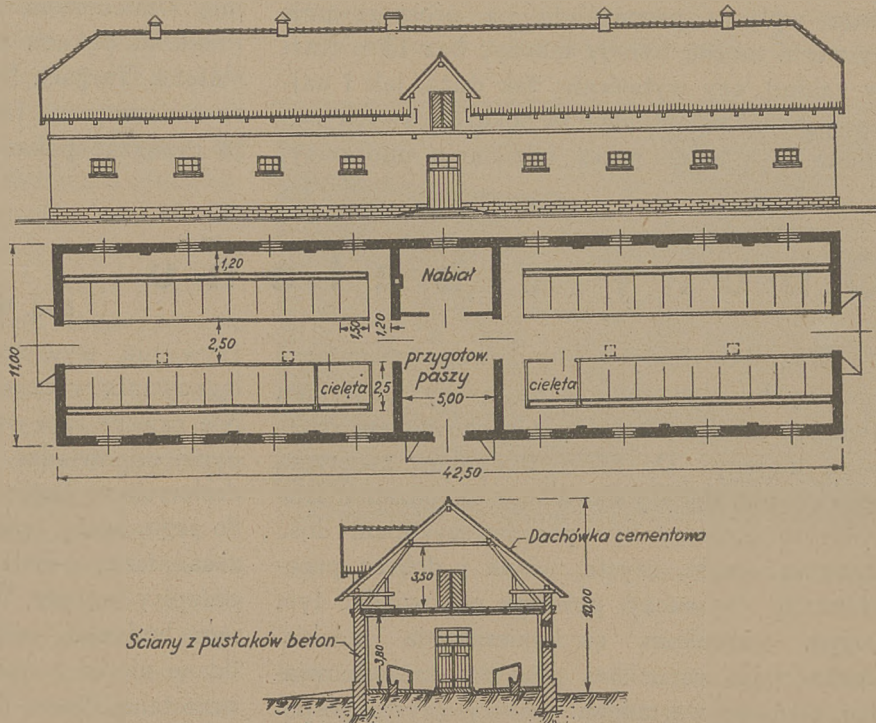 1,20
Nabiał
1,50
1,20
11,00
2,50
przygotow.
paszy
cielęta
2,5
5,00
cielęta
42,50
Dachówka cementowa
3,50
10,00
Ściany z pustaków beton
3,80